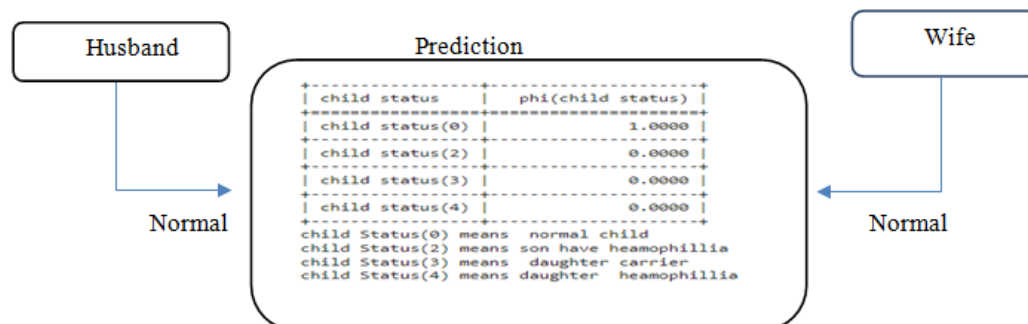 Husband
Wife
Prediction
+-----------------+---------------------+
| child status | phi(child status) |
+=================+=====================+
| child status(0) | 1.0000 |
+-----------------+---------------------+
| child status(2) | 0.0000 |
+-----------------+---------------------+
| child status(3) | 0.0000 |
+-----------------+---------------------+
| child status(4) | 0.0000 |
+-----------------+---------------------+
child Status(0) means normal child
child Status(2) means son have heamophillia
child Status(3) means daughter carrier
child Status(4) means daughter heamophillia
Normal
Normal